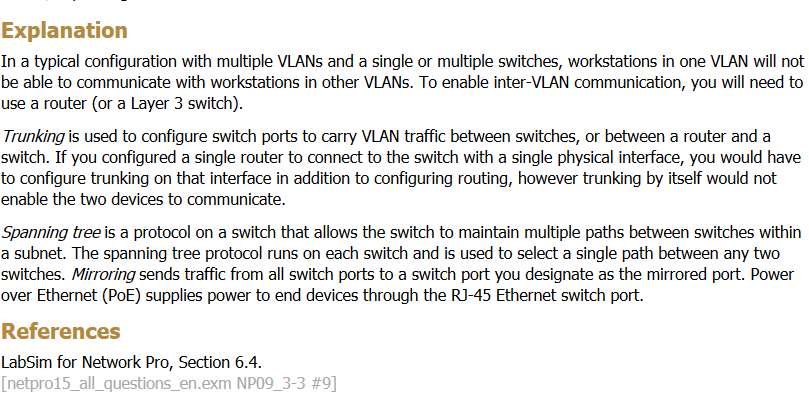 Explanation
In a typical configuration with multiple VLANs and a single or multiple switches, workstations in one VLAN will not
be able to communicate with workstations in other VLANs. To enable inter-VLAN communication, you will need to
use a router (or a Layer 3 switch).
Trunking is used to configure switch ports to carry VLAN traffic between switches, or between a router and a
switch. If you configured a single router to connect to the switch with a single physical interface, you would have
to configure trunking on that interface in addition to configuring routing, however trunking by itself would not
enable the two devices to communicate.
Spanning tree is a protocol on a switch that allows the switch to maintain multiple paths between switches within
a subnet. The spanning tree protocol runs on each switch and is used to select a single path between any two
switches. Mirroring sends traffic from all switch ports to a switch port you designate as the mirrored port. Power
over Ethernet (PoE) supplies power to end devices through the RJ-45 Ethernet switch port.
References
LabSim for Network Pro, Section 6.4.
[netpro15_all_questions_en.exm NP09_3-3 #9]